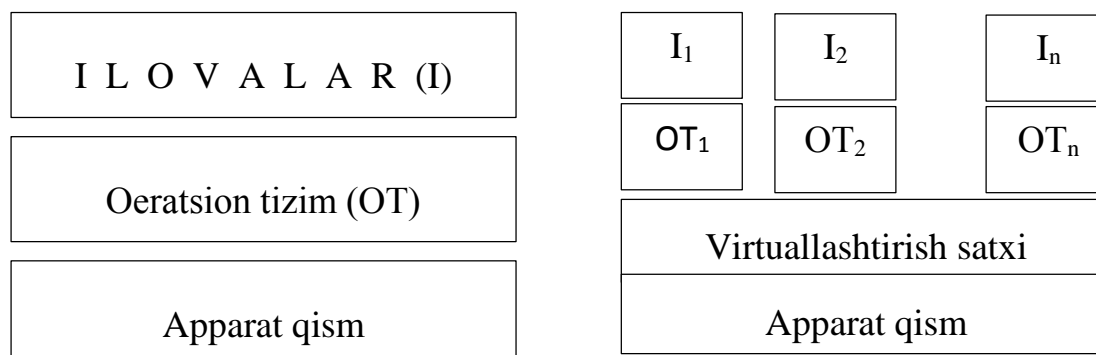 I L O V A L A R (I)
Oeratsion tizim (OT)
Apparat qism
I₁ I₂ Iₙ
OT₁ OT₂ OTₙ
Virtuallashtirish satxi
Apparat qism